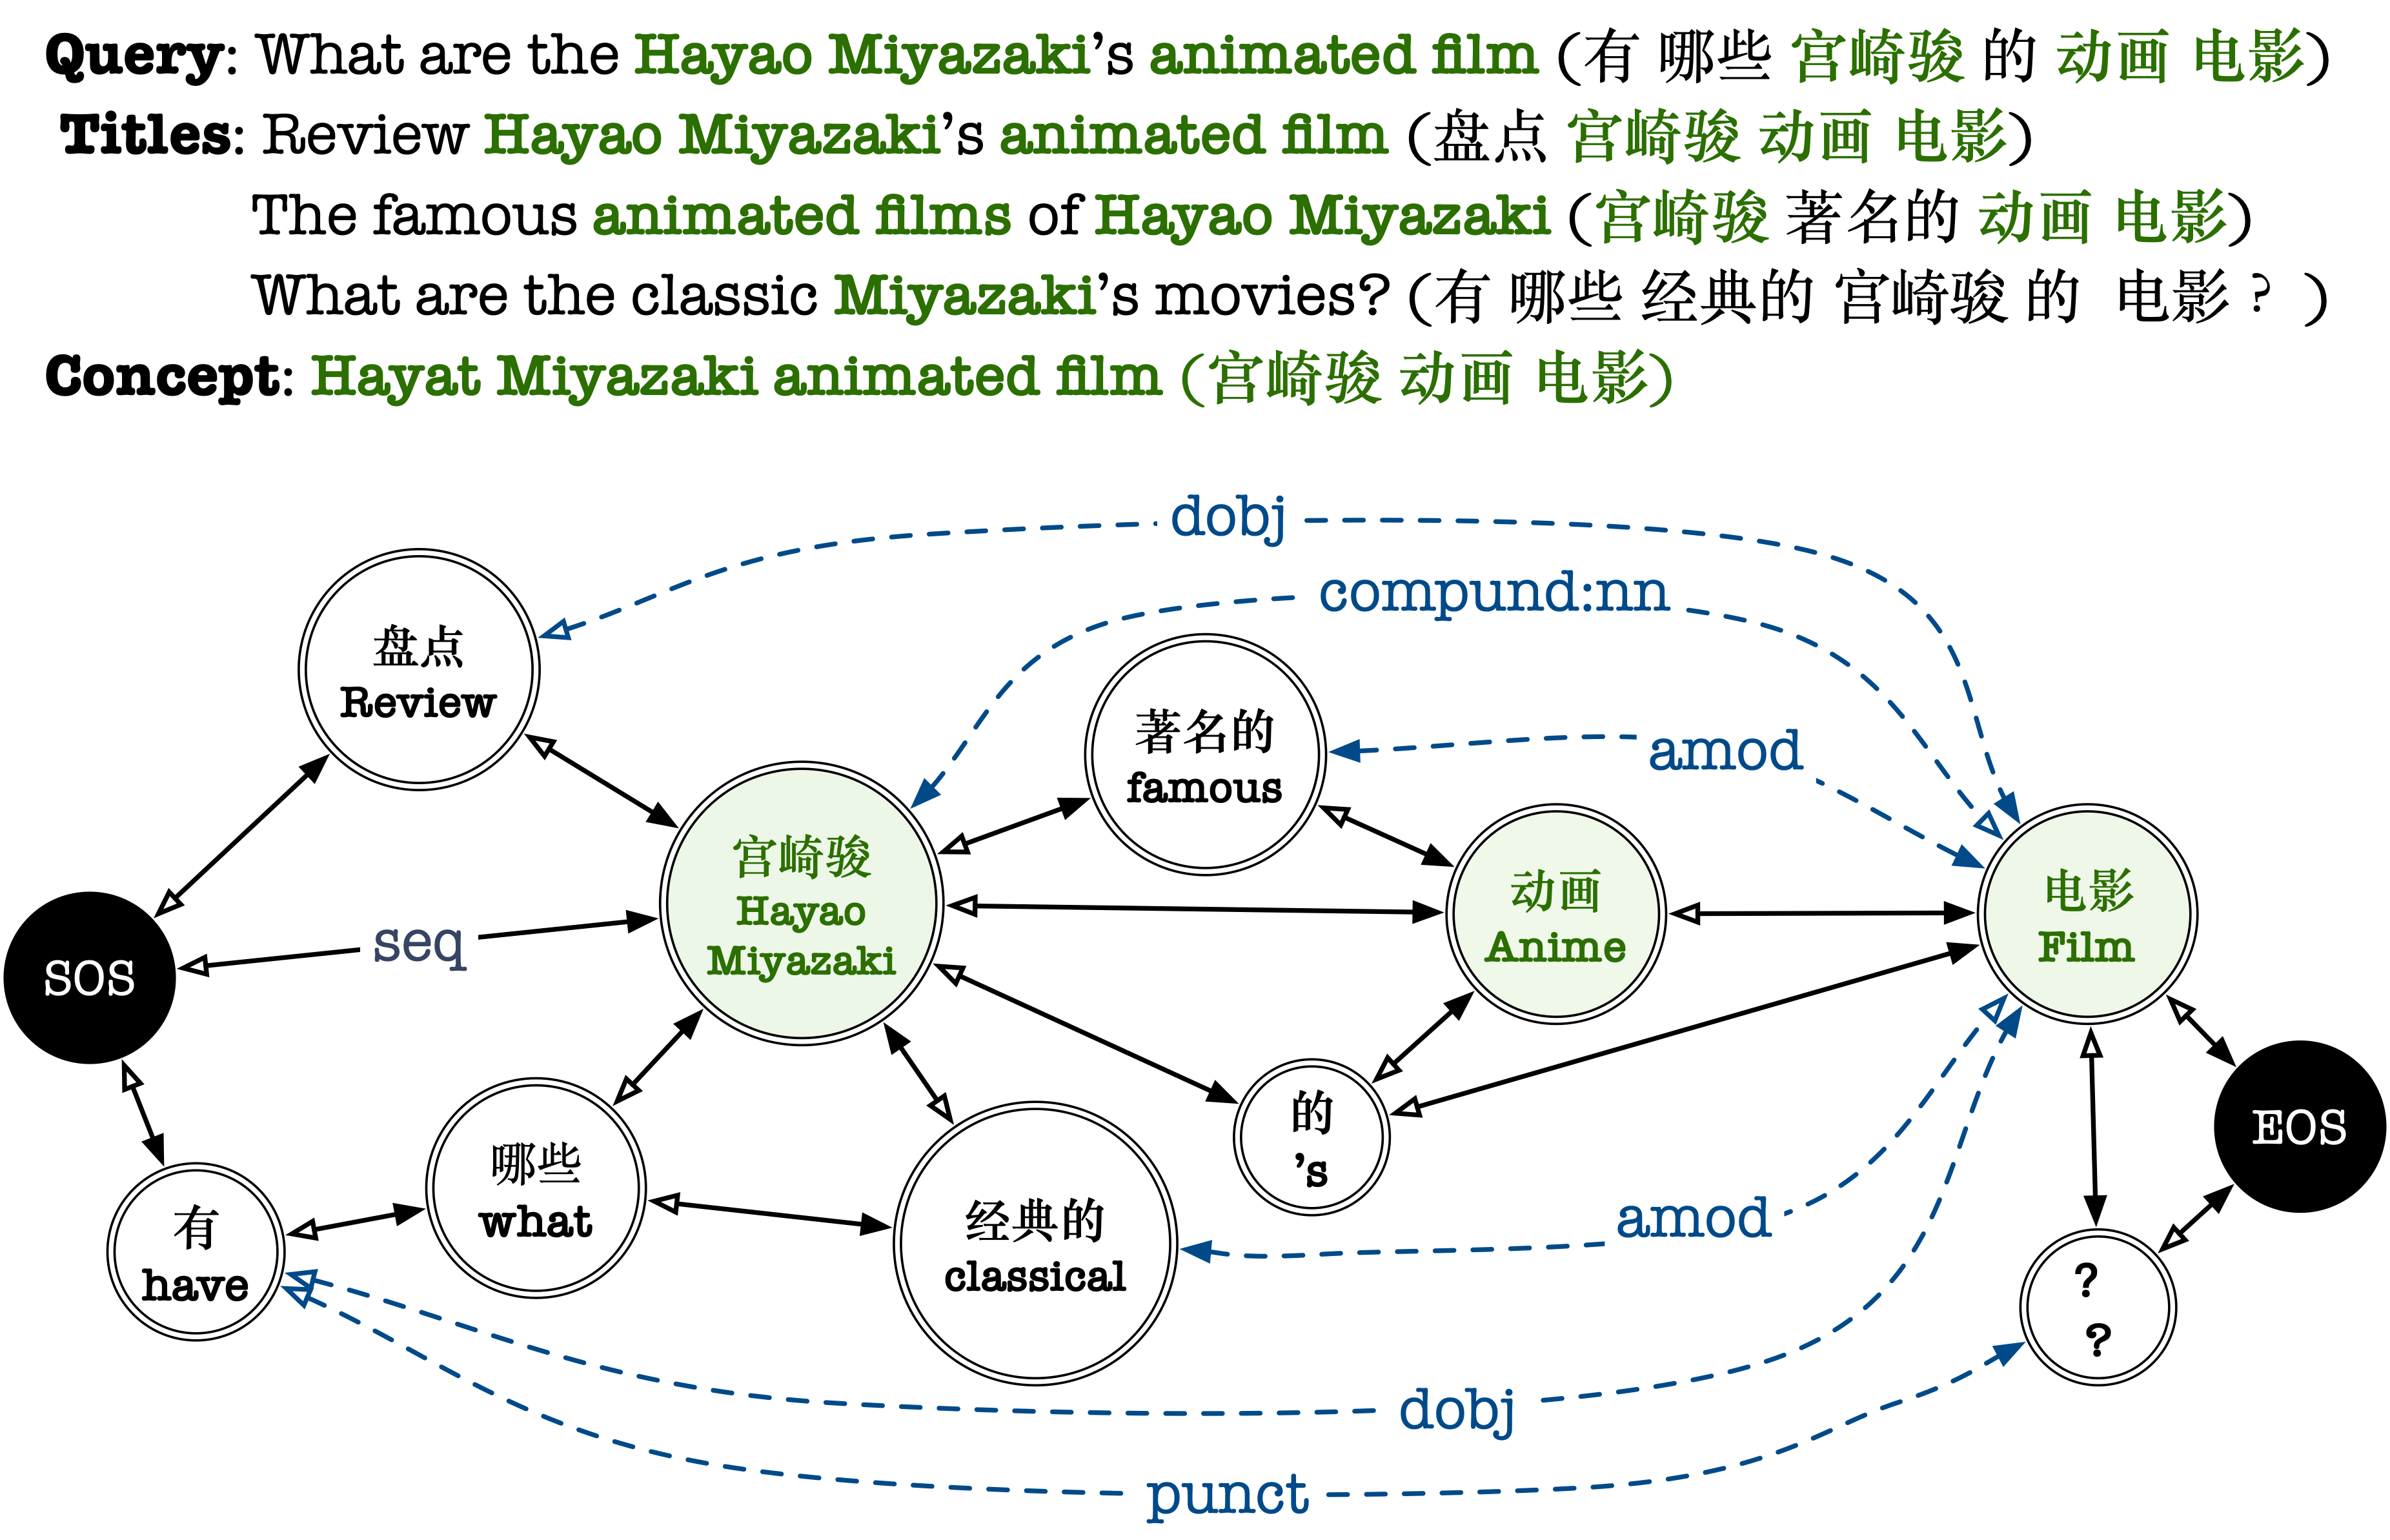 Query: What are the Hayao Miyazaki’s animated film (有 哪些 宫崎骏 的 动画 电影)
Titles: Review Hayao Miyazaki’s animated film (盘点 宫崎骏 动画 电影)
The famous animated films of Hayao Miyazaki (宫崎骏 著名的 动画 电影)
What are the classic Miyazaki’s movies? (有 哪些 经典的 宫崎骏 的 电影 ? )
Concept: Hayat Miyazaki animated film (宫崎骏 动画 电影)
dobj
compund:nn
盘点
Review
著名的
famous
amod
宫崎骏
Hayao
Miyazaki
动画
Anime
电影
Film
SOS
seq
的
’s
EOS
有
have
哪些
what
经典的
classical
amod
?
?
dobj
punct